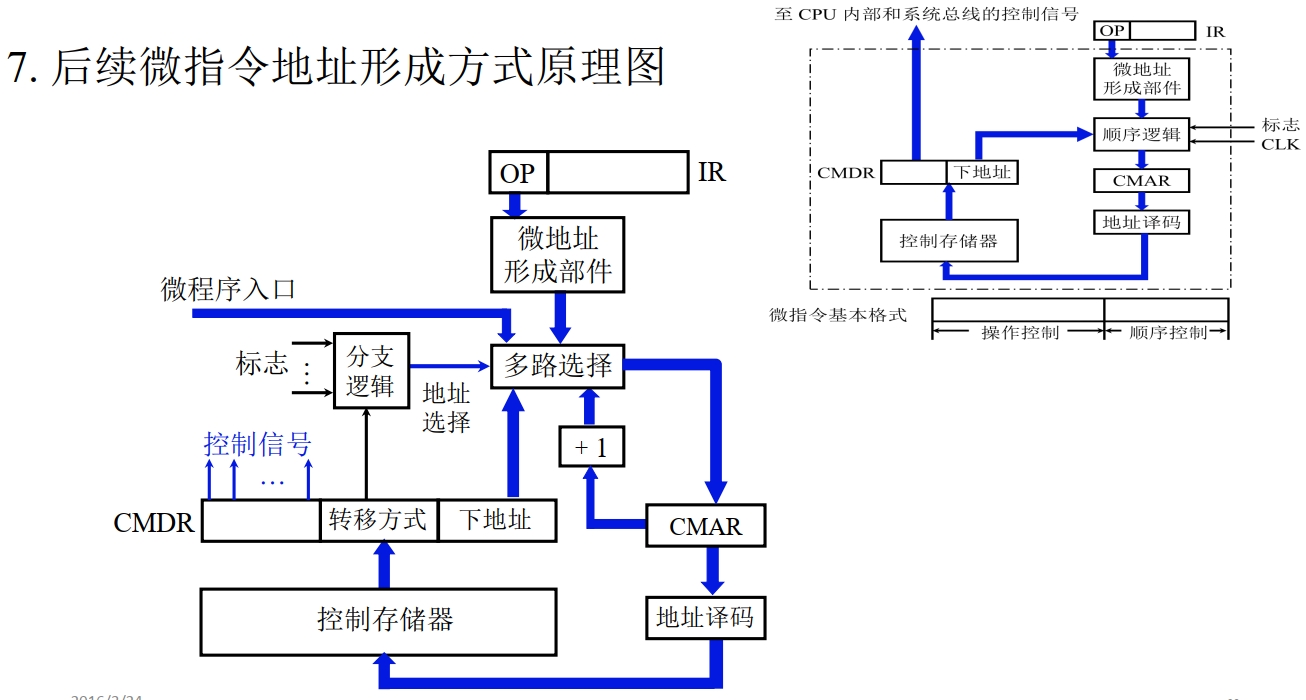 7. 后续微指令地址形成方式原理图
OP
IR
微地址
形成部件
微程序入口
标志
⋮
分支
逻辑
地址
选择
多路选择
+ 1
控制信号
…
CMDR
转移方式
下地址
CMAR
控制存储器
地址译码
至 CPU 内部和系统总线的控制信号
OP
IR
微地址
形成部件
顺序逻辑
标志
CLK
CMDR
下地址
CMAR
控制存储器
地址译码
微指令基本格式
操作控制
顺序控制